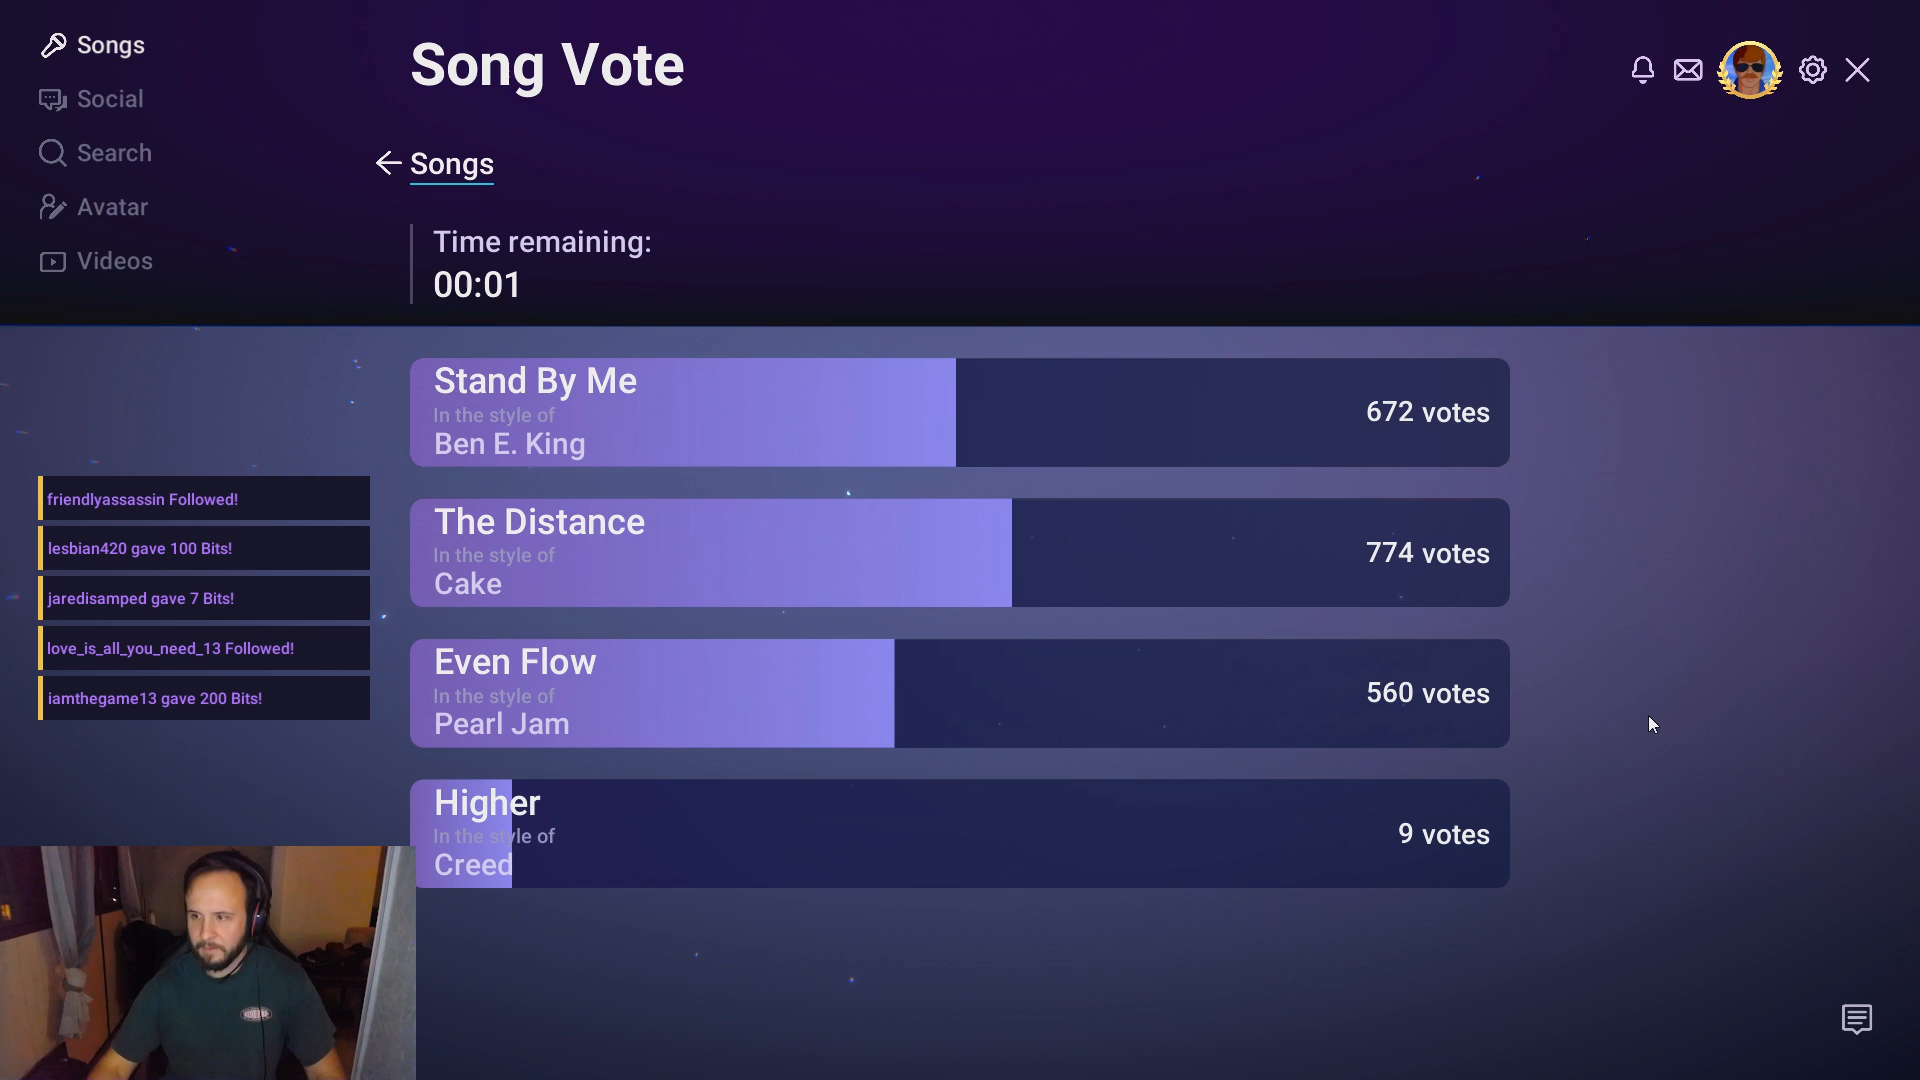 Songs
Social
Search
Avatar
Videos
Song Vote
Songs
Time remaining:
00:01
Stand By Me
In the style of
Ben E. King
672 votes
The Distance
In the style of
Cake
774 votes
Even Flow
In the style of
Pearl Jam
560 votes
Higher
In the style of
Creed
9 votes
friendlyassassin Followed!
lesbian420 gave 100 Bits!
jaredisamped gave 7 Bits!
love_is_all_you_need_13 Followed!
iamthegame13 gave 200 Bits!